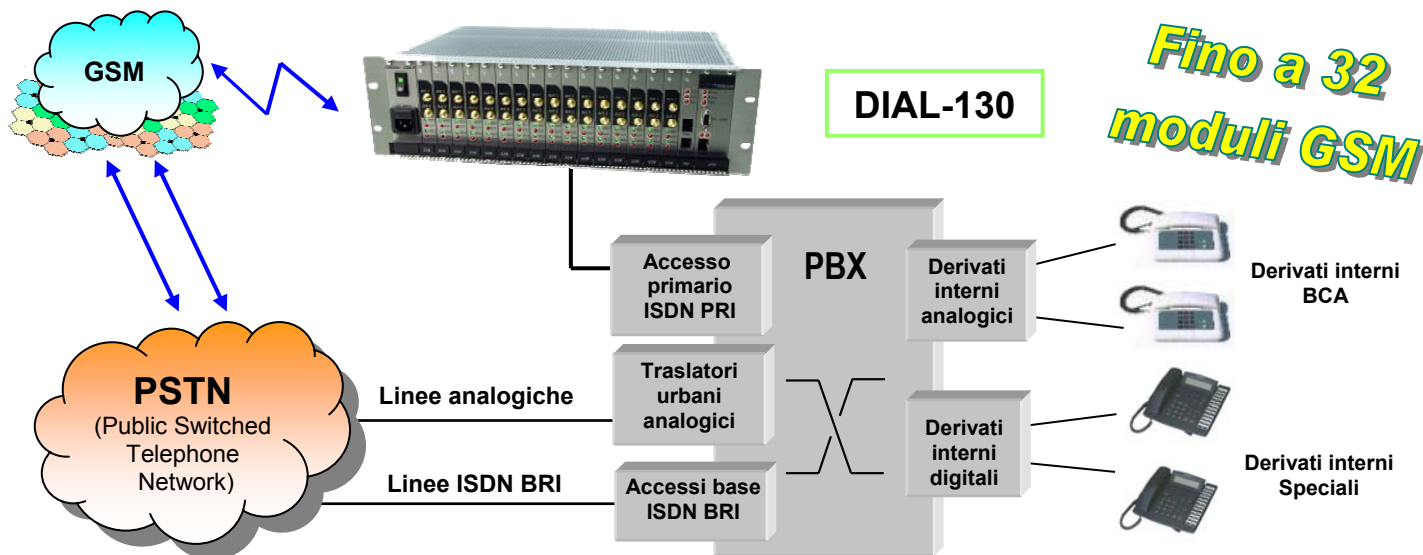 GSM
DIAL-130
Fino a 32
moduli GSM
Accesso
primario
ISDN PRI
PBX
Derivati
interni
analogici
Derivati interni
BCA
PSTN
(Public Switched
Telephone
Network)
Linee analogiche
Traslatori
urbani
analogici
Derivati
interni
digitali
Linee ISDN BRI
Accessi base
ISDN BRI
Derivati interni
Speciali